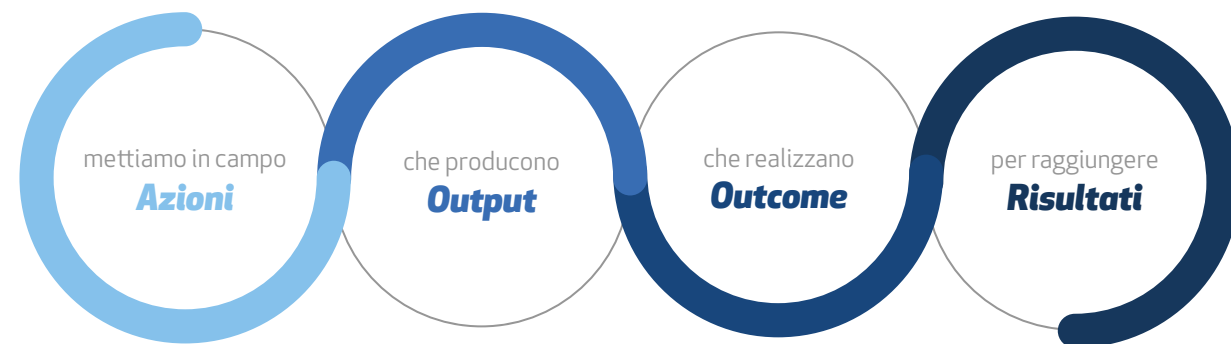 mettiamo in campo
Azioni
che producono
Output
che realizzano
Outcome
per raggiungere
Risultati